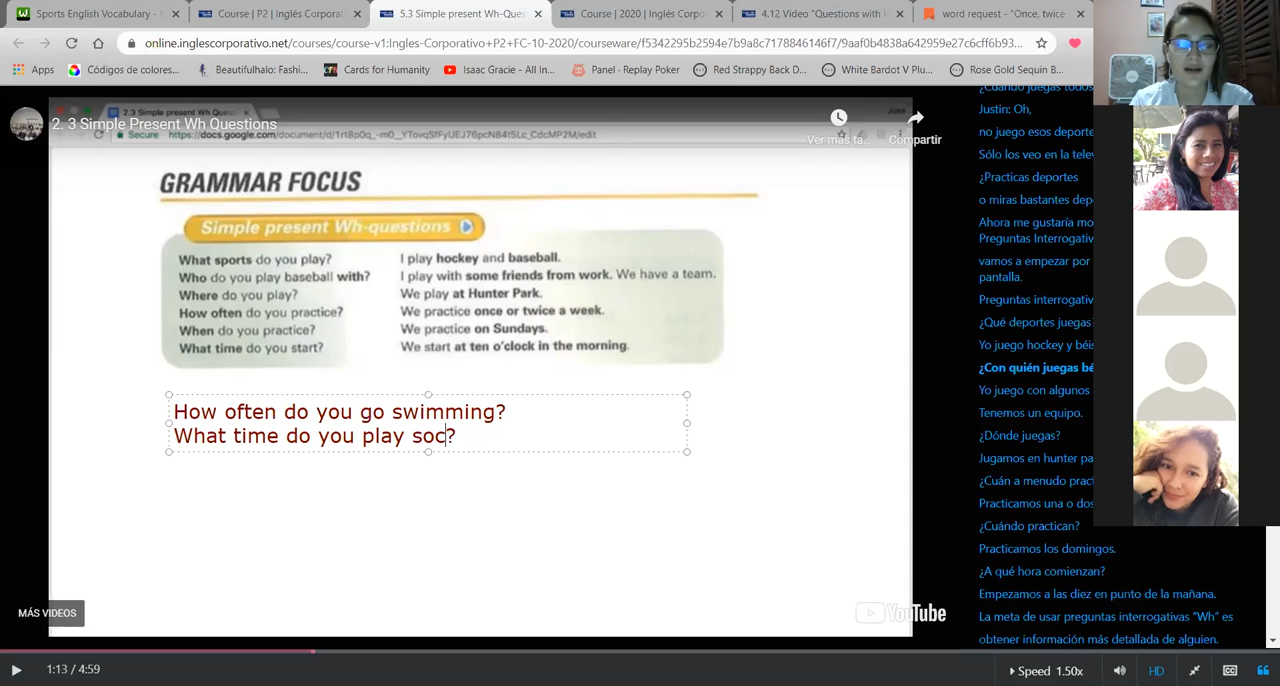 Sports English Vocabulary -
Course | P2 | Inglés Corporat
5.3 Simple present Wh-Ques
Course | 2020 | Inglés Corpo
4.12 Video "Questions with
word request - "Once, twice
online.inglescorporativo.net/courses/course-v1:Ingles-Corporativo+P2+FC-10-2020/courseware/f5342295b2594e7b9a8c7178846146f7/9aaf0b4838a642959e27c6cff6b93...
Apps
Códigos de colores...
Beautifulhalo: Fashi...
Cards for Humanity
Isaac Gracie - All In...
Panel · Replay Poker
Red Strappy Back D...
White Bardot V Plu...
Rose Gold Sequin B...
2. 3 Simple Present Wh Questions
Ver más ta...
Compartir
GRAMMAR FOCUS
Simple present Wh-questions
What sports do you play? I play hockey and baseball.
Who do you play baseball with? I play with some friends from work. We have a team.
Where do you play? We play at Hunter Park.
How often do you practice? We practice once or twice a week.
When do you practice? We practice on Sundays.
What time do you start? We start at ten o'clock in the morning.
How often do you go swimming?
What time do you play soc?
MÁS VIDEOS
YouTube
¿Cuándo juegas todos
Justin: Oh,
no juego esos deporte
Sólo los veo en la telev
¿Practicas deportes
o miras bastantes dep
Ahora me gustaría mo
Preguntas Interrogativ
vamos a empezar por
pantalla.
Preguntas interrogativ
¿Qué deportes juegas?
Yo juego hockey y béis
¿Con quién juegas bé
Yo juego con algunos
Tenemos un equipo.
¿Dónde juegas?
Jugamos en hunter pa
¿Cuán a menudo pract
Practicamos una o dos
¿Cuándo practican?
Practicamos los domingos.
¿A qué hora comienzan?
Empezamos a las diez en punto de la mañana.
La meta de usar preguntas interrogativas “Wh” es
obtener información más detallada de alguien.
1:13 / 4:59
Speed 1.50x
HD